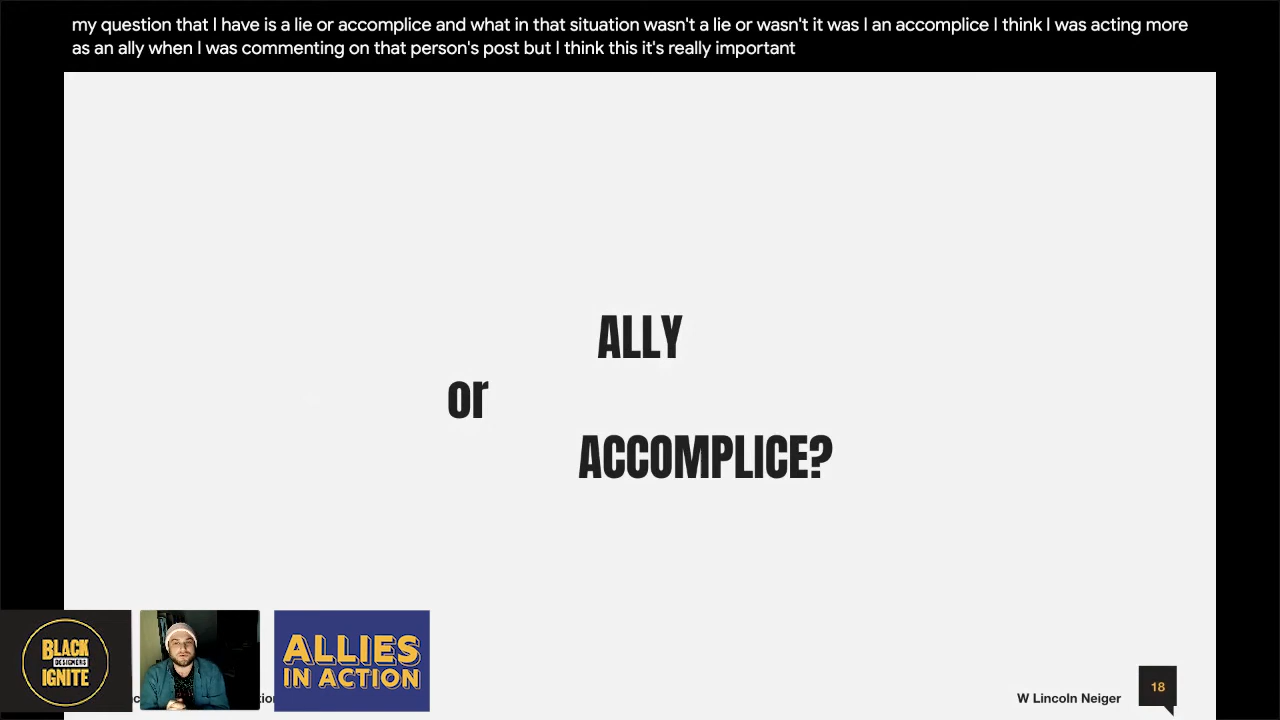 my question that I have is a lie or accomplice and what in that situation wasn't a lie or wasn't it was I an accomplice I think I was acting more
as an ally when I was commenting on that person's post but I think this it's really important
ALLY
or
ACCOMPLICE?
BLACK
DESIGNERS
IGNITE
ALLIES
IN ACTION
W Lincoln Neiger
18